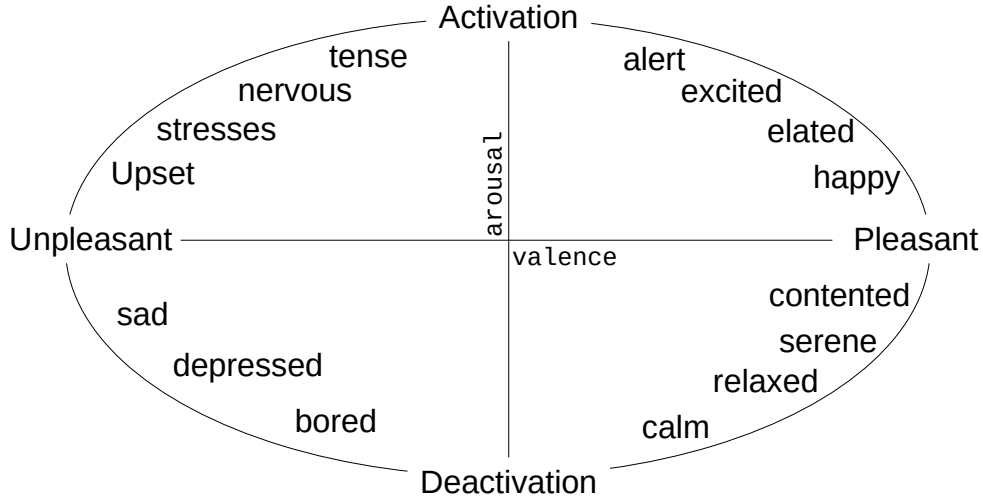 Activation
tense
alert
nervous
excited
stresses
elated
Upset
happy
arousal
Unpleasant
Pleasant
valence
contented
sad
serene
depressed
relaxed
bored
calm
Deactivation